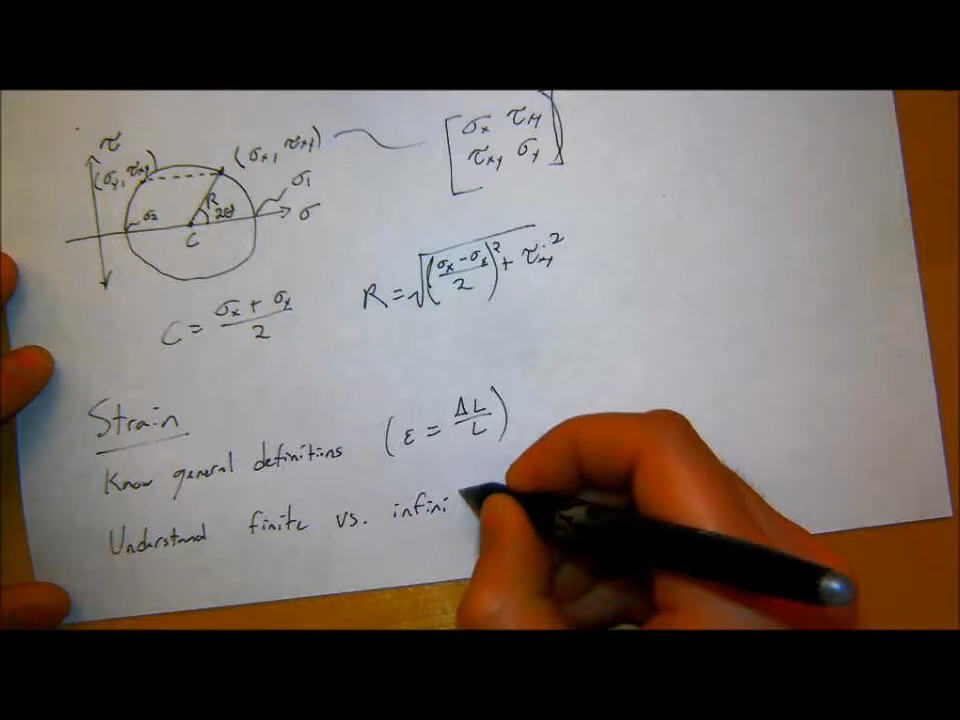 τ
(σy, τxy) (σx, τxy)
[σx τxy
τxy σy]
σ2 R 2θ σ1
C σ
C = (σx + σy)/2
R = √(((σx - σy)/2)² + τxy²)
Strain
Know general definitions (ε = ΔL/L)
Understand finite vs. infini